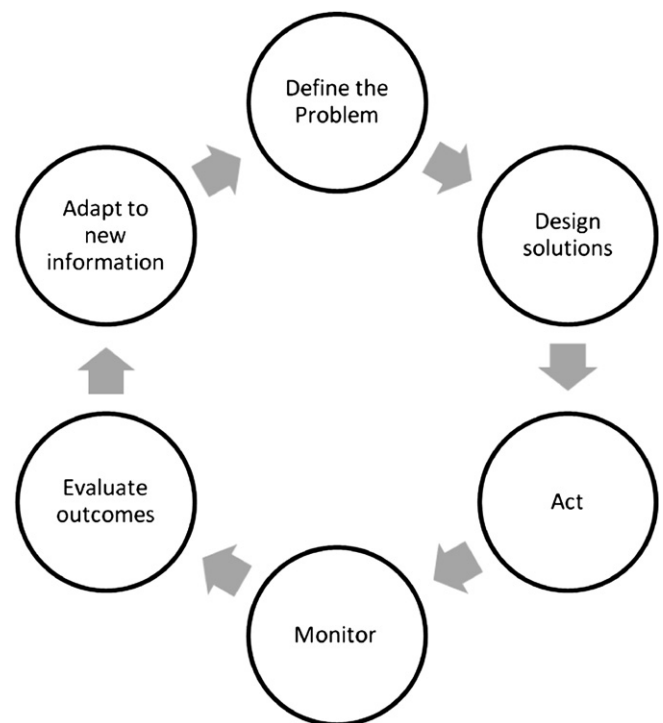 Define the
Problem
Design
solutions
Act
Monitor
Evaluate
outcomes
Adapt to
new
information